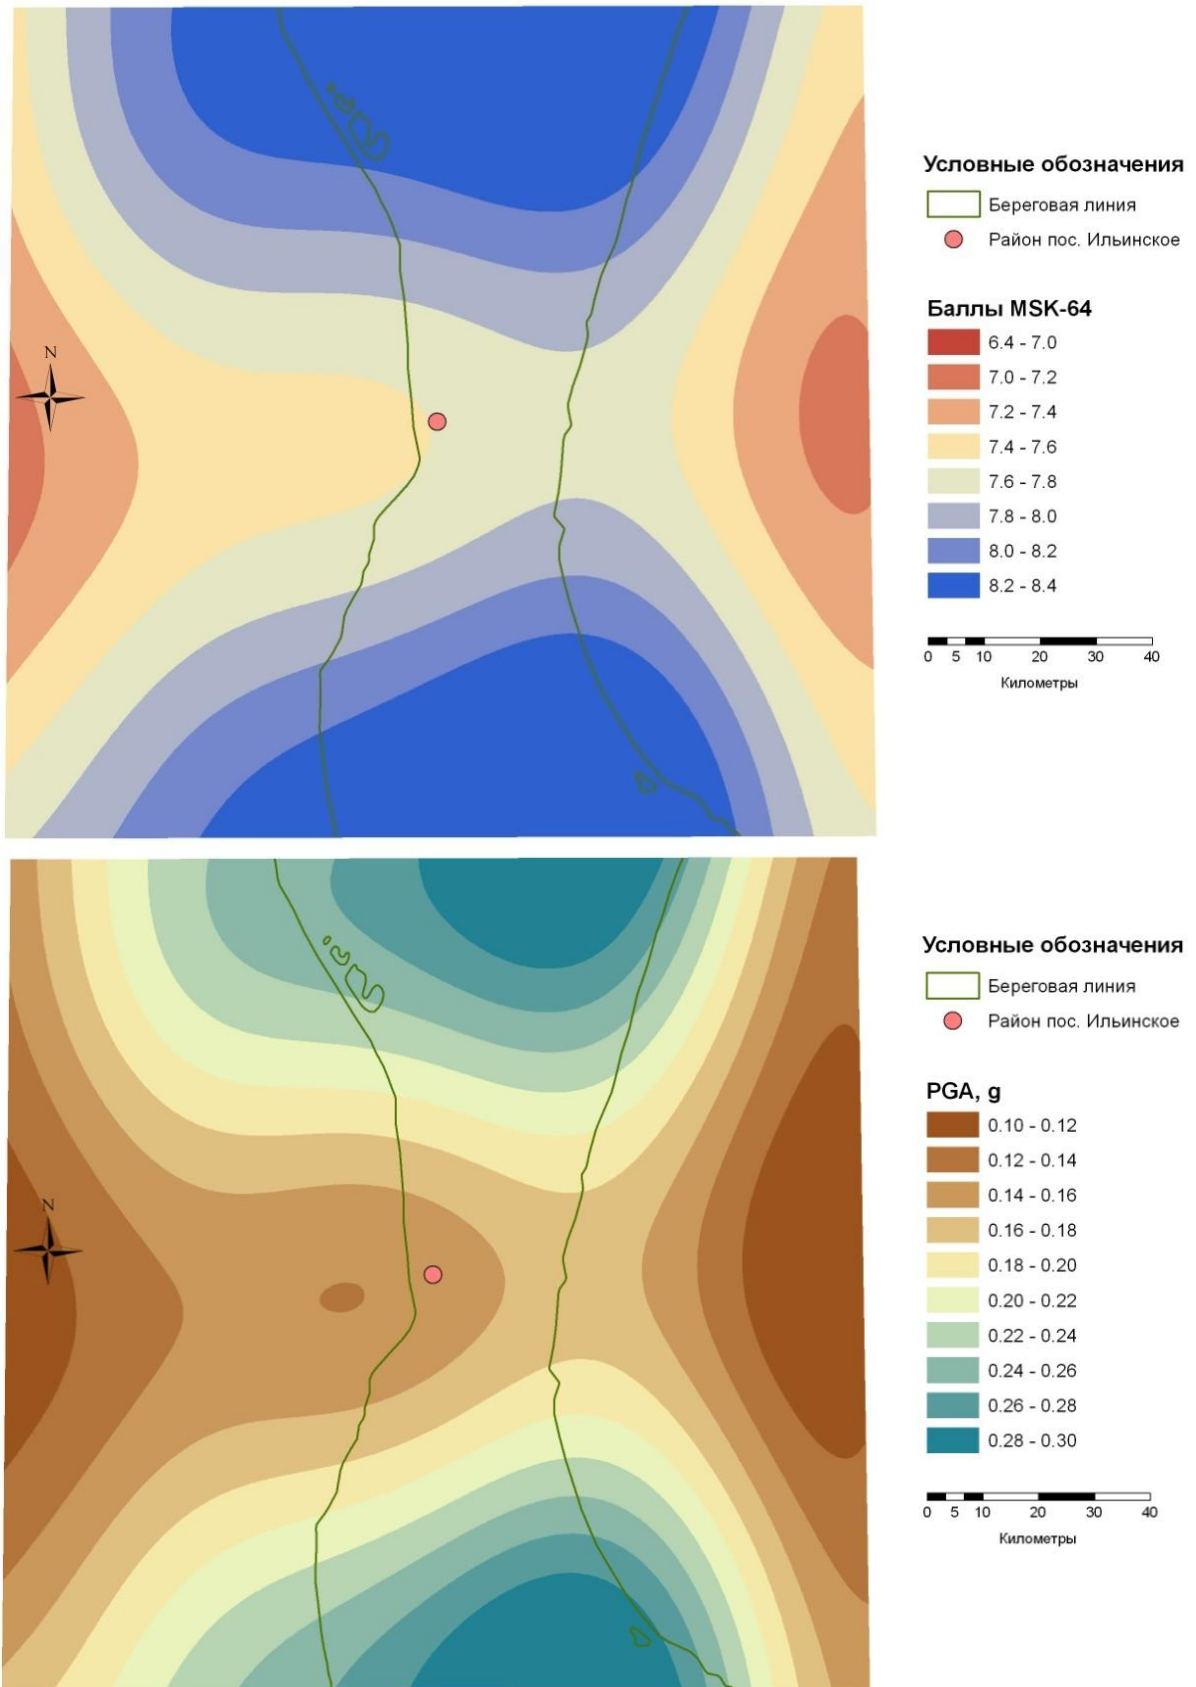 N
Условные обозначения
Береговая линия
Район пос. Ильинское
Баллы MSK-64
6.4 - 7.0
7.0 - 7.2
7.2 - 7.4
7.4 - 7.6
7.6 - 7.8
7.8 - 8.0
8.0 - 8.2
8.2 - 8.4
0 5 10 20 30 40
Километры
N
Условные обозначения
Береговая линия
Район пос. Ильинское
PGA, g
0.10 - 0.12
0.12 - 0.14
0.14 - 0.16
0.16 - 0.18
0.18 - 0.20
0.20 - 0.22
0.22 - 0.24
0.24 - 0.26
0.26 - 0.28
0.28 - 0.30
0 5 10 20 30 40
Километры